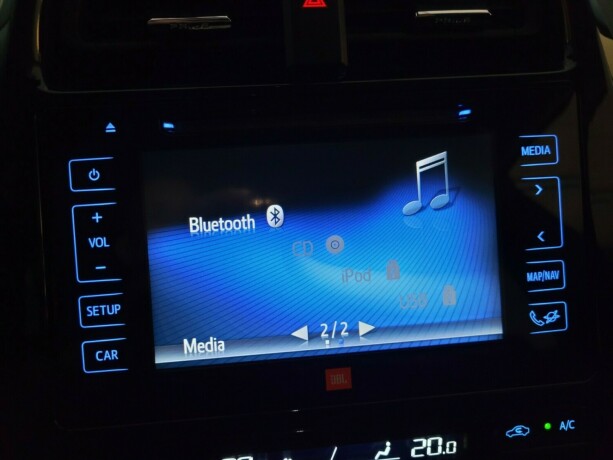 MEDIA
VOL
Bluetooth
CD
iPod
USB
MAP/NAV
SETUP
2/2
Media
CAR
JBL
A/C
20.0